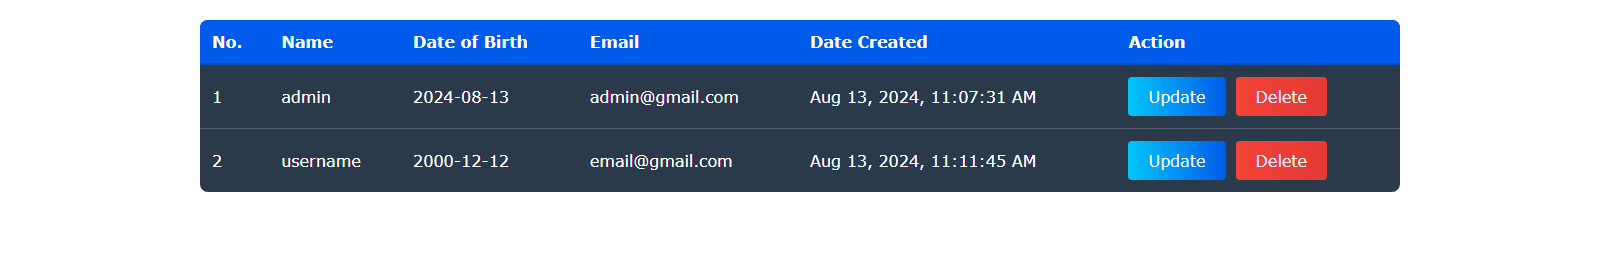 No. Name Date of Birth Email Date Created Action
1 admin 2024-08-13 admin@gmail.com Aug 13, 2024, 11:07:31 AM Update Delete
2 username 2000-12-12 email@gmail.com Aug 13, 2024, 11:11:45 AM Update Delete